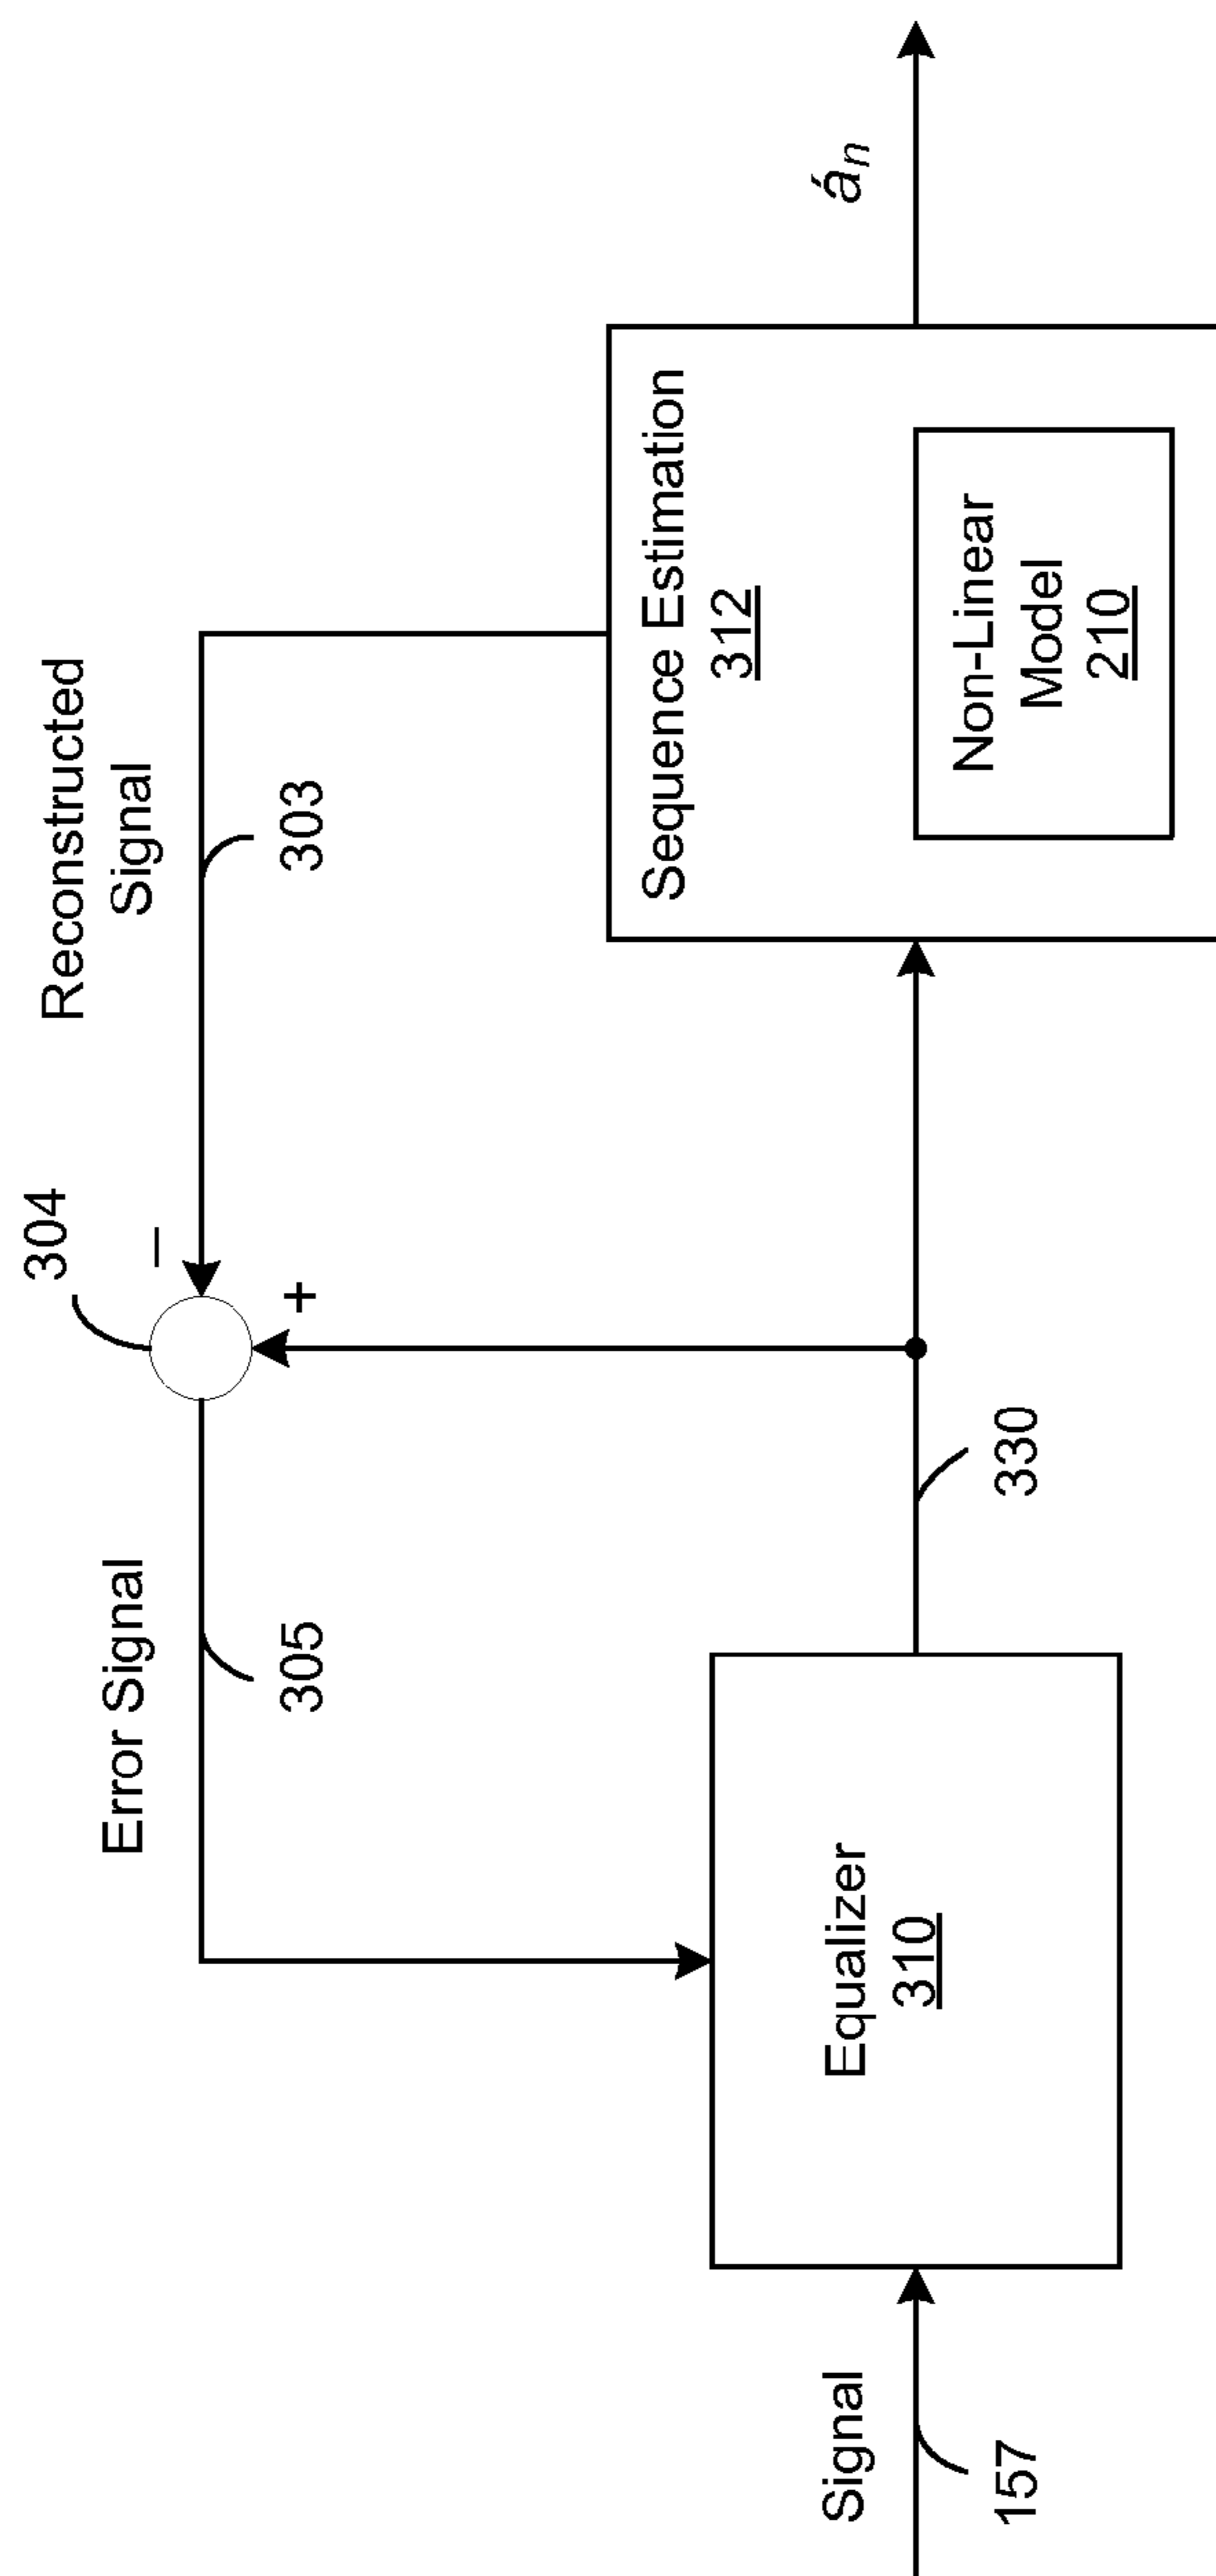 304
Reconstructed
Signal
–
303
Error Signal
305
+
Sequence Estimation
312
Non-Linear
Model
210
Equalizer
310
330
Signal
157
á_n